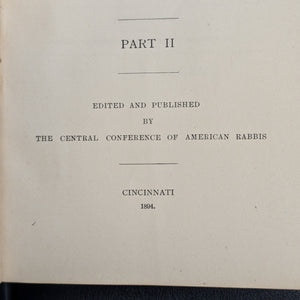 PART II
EDITED AND PUBLISHED
BY
THE CENTRAL CONFERENCE OF AMERICAN RABBIS
CINCINNATI
1894.